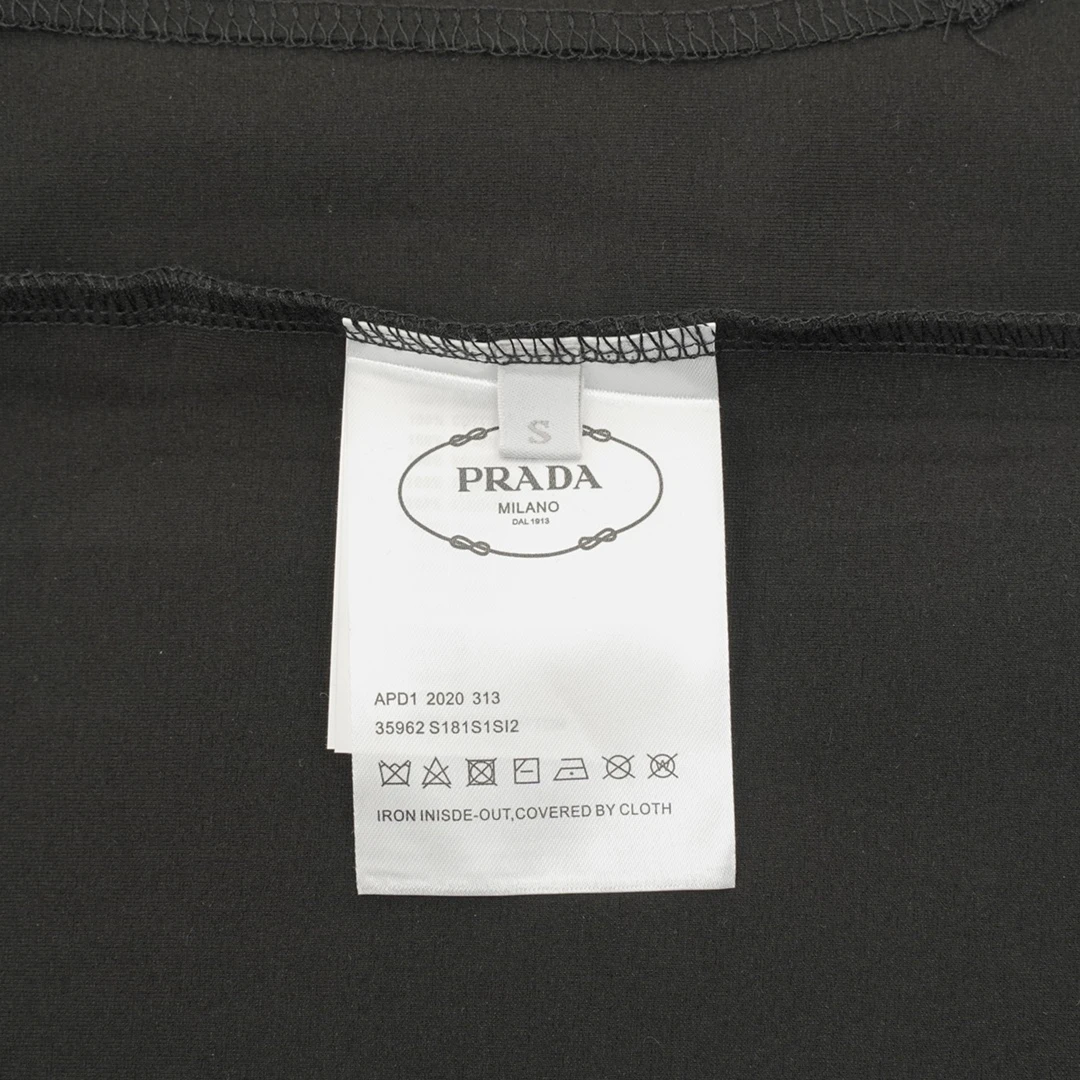 S
PRADA
MILANO
DAL 1913
APD1 2020 313
35962 S181S1SI2
IRON INISDE-OUT,COVERED BY CLOTH